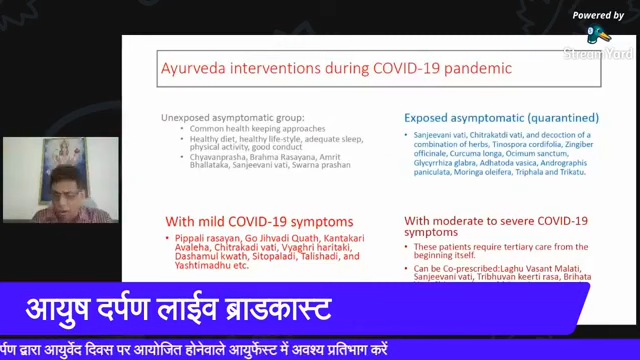 Powered by
StreamYard
Ayurveda interventions during COVID-19 pandemic
Unexposed asymptomatic group:
• Common health keeping approaches
• Healthy diet, healthy life-style, adequate sleep,
physical activity, good conduct
• Chyavanprasha, Brahma Rasayana, Amrit
Bhallataka, Sanjeevani vati, Swarna prashan
Exposed asymptomatic (quarantined)
• Sanjeevani vati, Chitrakatdi vati, and decoction of a
combination of herbs, Tinospora cordifolia, Zingiber
officinale, Curcuma longa, Ocimum sanctum,
Glycyrrhiza glabra, Adhatoda vasica, Andrographis
paniculata, Moringa oleifera, Triphala and Trikatu.
With mild COVID-19 symptoms
• Pippali rasayan, Go Jihvadi Quath, Kantakari
Avaleha, Chitrakadi vati, Vyaghri haritaki,
Dashamul kwath, Sitopaladi, Talishadi, and
Yashtimadhu etc.
With moderate to severe COVID-19
symptoms
• These patients require tertiary care from the
beginning itself.
• Can be Co-prescribed: Laghu Vasant Malati,
Sanjeevani vati, Tribhuvan keerti rasa, Brihata
आयुष दर्पण लाईव ब्राडकास्ट
र्पण द्वारा आयुर्वेद दिवस पर आयोजित होनेवाले आयुर्फेस्ट में अवश्य प्रतिभाग करें